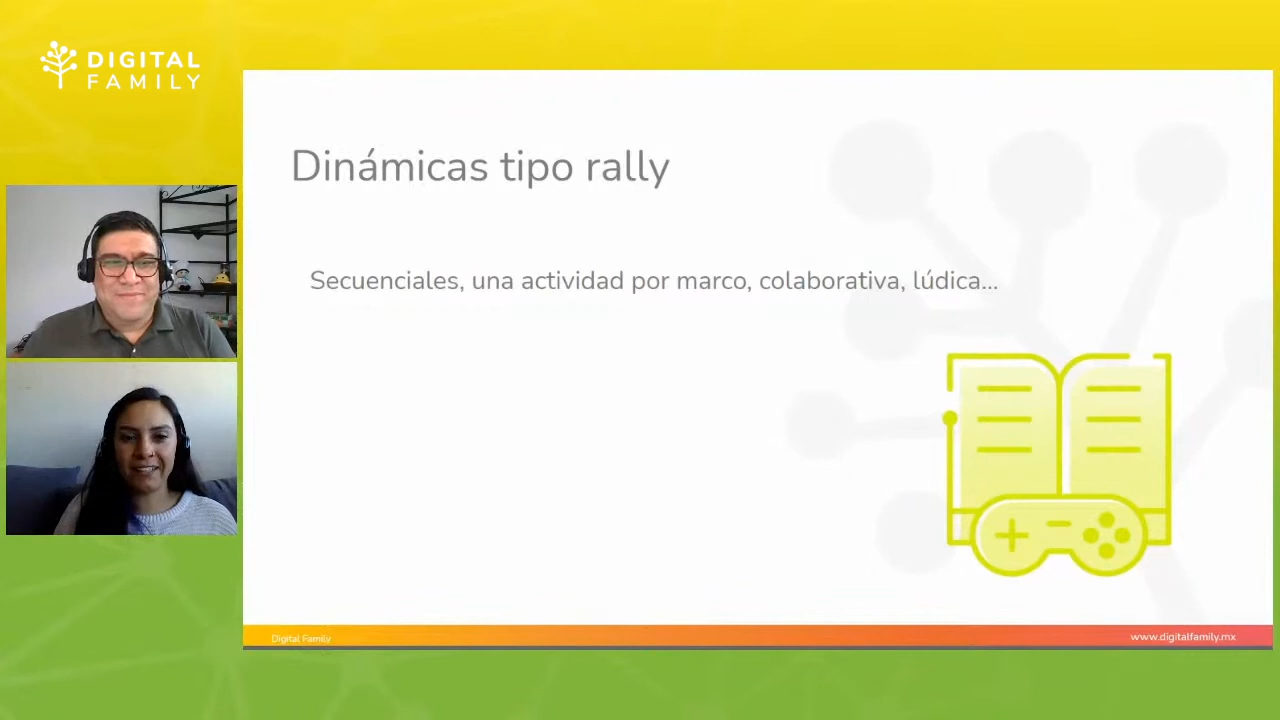 DIGITAL
FAMILY
Dinámicas tipo rally
Secuenciales, una actividad por marco, colaborativa, lúdica...
Digital Family
www.digitalfamily.mx